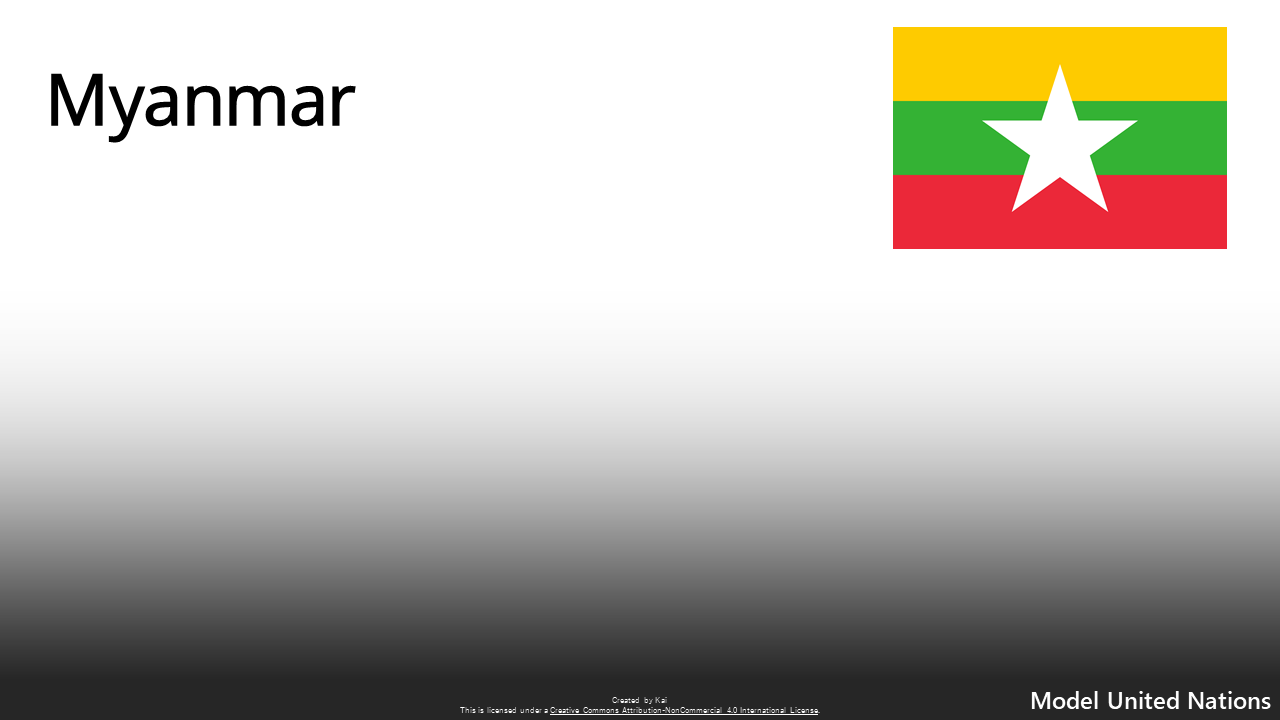 Myanmar
Created by Kai
This is licensed under a Creative Commons Attribution-NonCommercial 4.0 International License.
Model United Nations